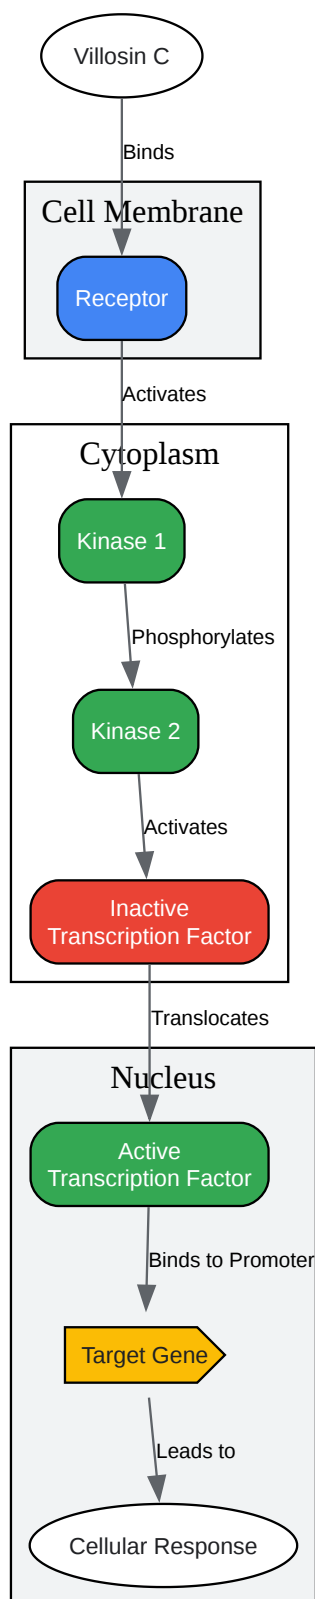 Villosin C
Binds
Cell Membrane
Receptor
Activates
Cytoplasm
Kinase 1
Phosphorylates
Kinase 2
Activates
Inactive
Transcription Factor
Translocates
Nucleus
Active
Transcription Factor
Binds to Promoter
Target Gene
Leads to
Cellular Response